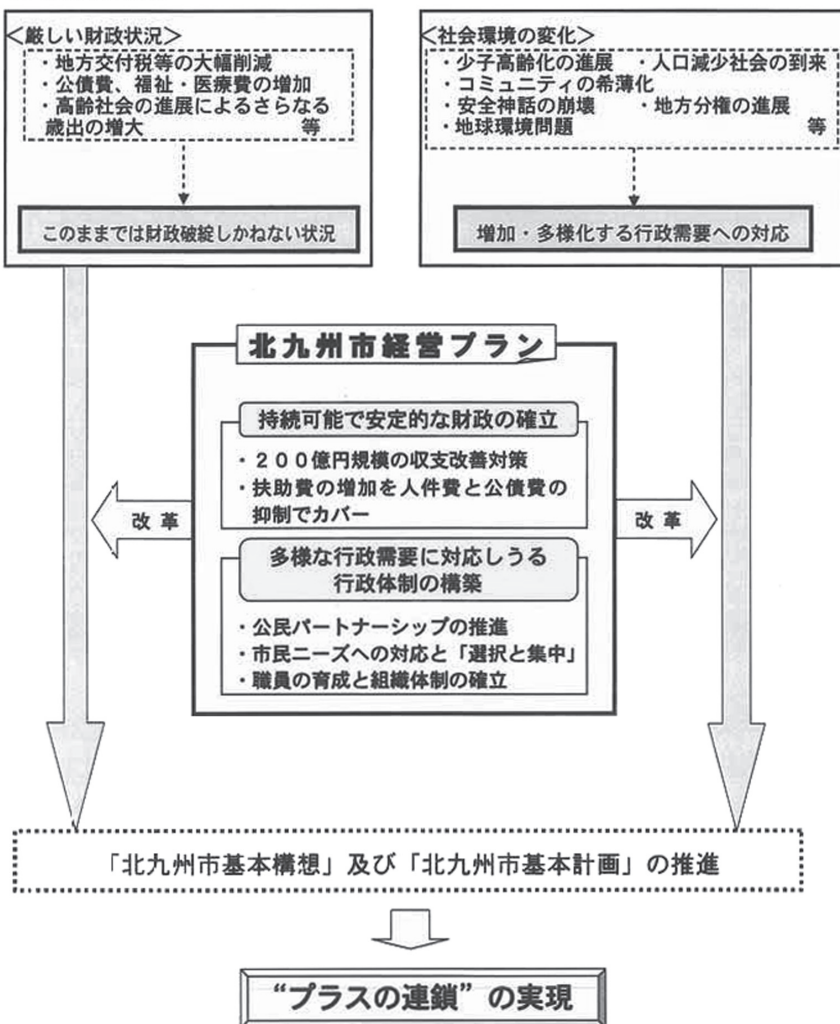 ＜厳しい財政状況＞
・地方交付税等の大幅削減
・公債費、福祉・医療費の増加
・高齢社会の進展によるさらなる
歳出の増大　等
このままでは財政破綻しかねない状況
＜社会環境の変化＞
・少子高齢化の進展　・人口減少社会の到来
・コミュニティの希薄化
・安全神話の崩壊　・地方分権の進展
・地球環境問題　等
増加・多様化する行政需要への対応
北九州市経営プラン
持続可能で安定的な財政の確立
・２００億円規模の収支改善対策
・扶助費の増加を人件費と公債費の
抑制でカバー
改革
改革
多様な行政需要に対応しうる
行政体制の構築
・公民パートナーシップの推進
・市民ニーズへの対応と「選択と集中」
・職員の育成と組織体制の確立
「北九州市基本構想」及び「北九州市基本計画」の推進
“プラスの連鎖”の実現